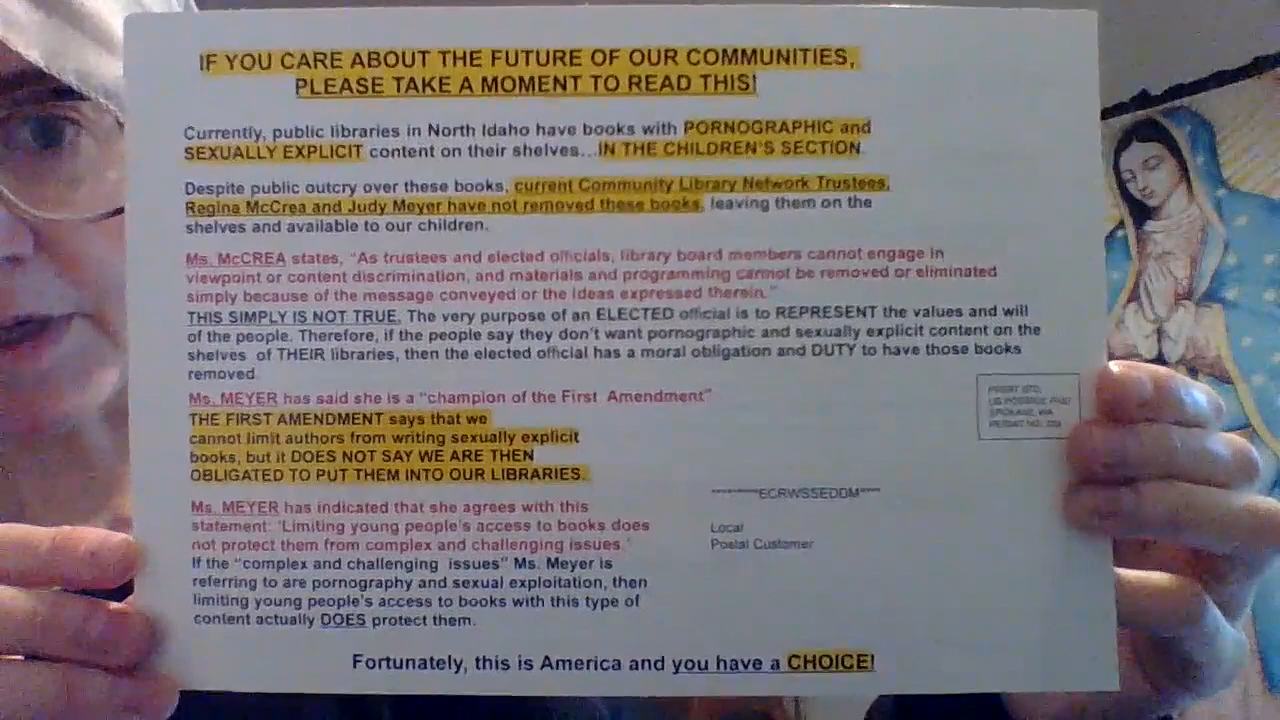 IF YOU CARE ABOUT THE FUTURE OF OUR COMMUNITIES,
PLEASE TAKE A MOMENT TO READ THIS!
Currently, public libraries in North Idaho have books with PORNOGRAPHIC and
SEXUALLY EXPLICIT content on their shelves...IN THE CHILDREN'S SECTION.
Despite public outcry over these books, current Community Library Network Trustees,
Regina McCrea and Judy Meyer have not removed these books, leaving them on the
shelves and available to our children.
Ms. McCREA states, "As trustees and elected officials, library board members cannot engage in
viewpoint or content discrimination, and materials and programming cannot be removed or eliminated
simply because of the message conveyed or the ideas expressed therein."
THIS SIMPLY IS NOT TRUE. The very purpose of an ELECTED official is to REPRESENT the values and will
of the people. Therefore, if the people say they don't want pornographic and sexually explicit content on the
shelves of THEIR libraries, then the elected official has a moral obligation and DUTY to have those books
removed.
Ms. MEYER has said she is a "champion of the First Amendment"
THE FIRST AMENDMENT says that we
cannot limit authors from writing sexually explicit
books, but it DOES NOT SAY WE ARE THEN
OBLIGATED TO PUT THEM INTO OUR LIBRARIES.
Ms. MEYER has indicated that she agrees with this
statement: 'Limiting young people's access to books does
not protect them from complex and challenging issues.'
If the "complex and challenging issues" Ms. Meyer is
referring to are pornography and sexual exploitation, then
limiting young people's access to books with this type of
content actually DOES protect them.
PRSRT STD
US POSTAGE PAID
SPOKANE, WA
PERMIT NO.
ECRWSSEDDM
Local
Postal Customer
Fortunately, this is America and you have a CHOICE!